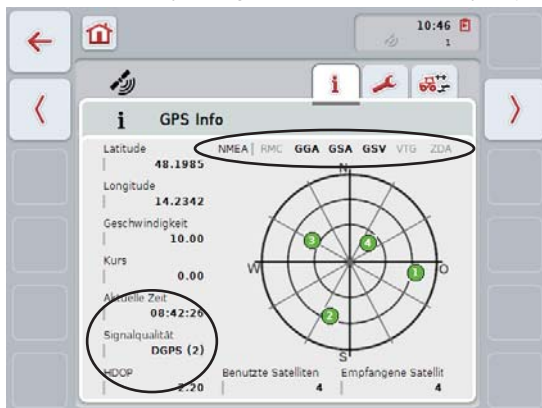 10:46
1
i
i GPS Info
Latitude
48.1985
NMEA RMC GGA GSA GSV VTG ZDA
Longitude
14.2342
Geschwindigkeit
10.00
Kurs
0.00
Aktuelle Zeit
08:42:26
Signalqualität
DGPS (2)
HDOP
2.20
N
W
O
S
3
4
1
2
Benutzte Satelliten
4
Empfangene Satellit
4